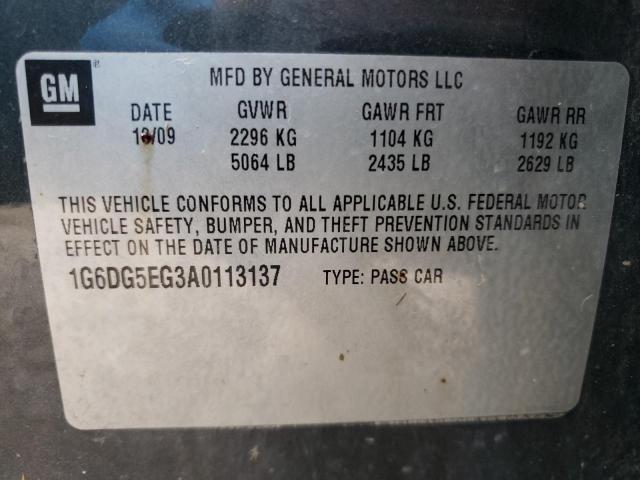 GM ®
MFD BY GENERAL MOTORS LLC
DATE GVWR GAWR FRT GAWR RR
/09 2296 KG 1104 KG 1192 KG
5064 LB 2435 LB 2629 LB
THIS VEHICLE CONFORMS TO ALL APPLICABLE U.S. FEDERAL MOTOR
VEHICLE SAFETY, BUMPER, AND THEFT PREVENTION STANDARDS IN
EFFECT ON THE DATE OF MANUFACTURE SHOWN ABOVE.
1G6DG5EG3A0113137 TYPE: PASS CAR